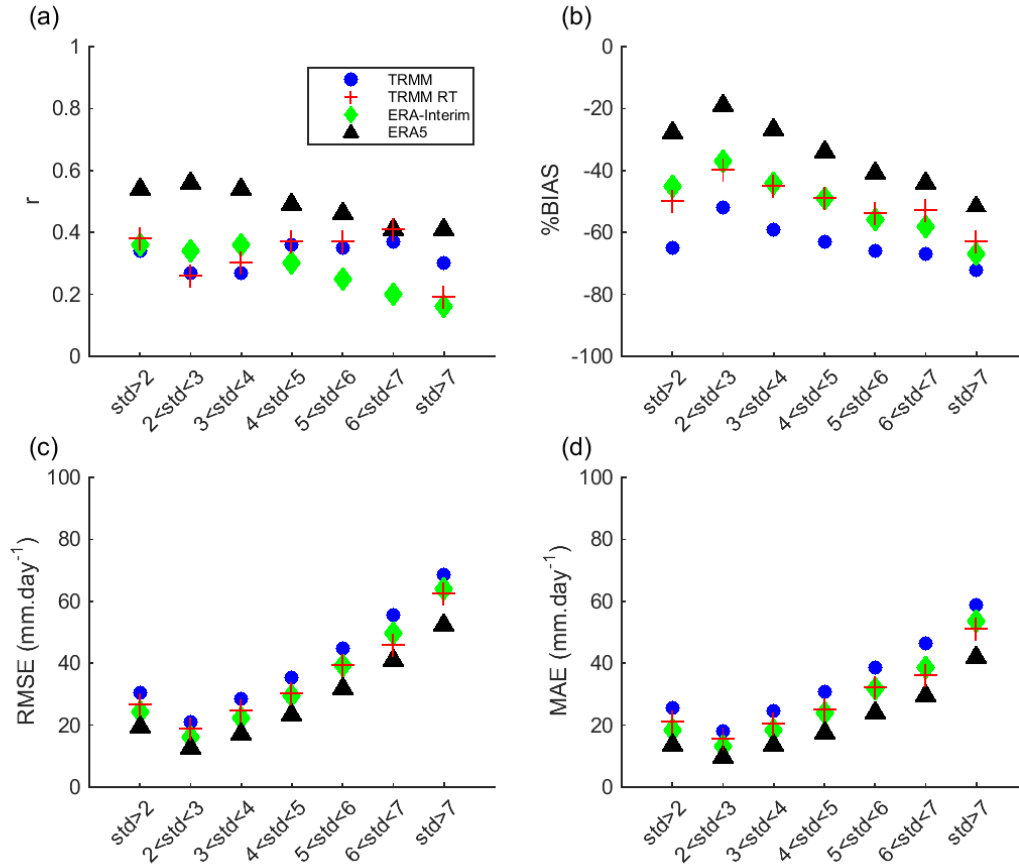 (a)
1
0.8
0.6
0.4
0.2
0
r
TRMM
TRMM RT
ERA-Interim
ERA5
std>2
2<std<3
3<std<4
4<std<5
5<std<6
6<std<7
std>7
(b)
0
-20
-40
-60
-80
-100
%BIAS
std>2
2<std<3
3<std<4
4<std<5
5<std<6
6<std<7
std>7
(c)
100
80
60
40
20
0
RMSE (mm.day⁻¹)
std>2
2<std<3
3<std<4
4<std<5
5<std<6
6<std<7
std>7
(d)
100
80
60
40
20
0
MAE (mm.day⁻¹)
std>2
2<std<3
3<std<4
4<std<5
5<std<6
6<std<7
std>7